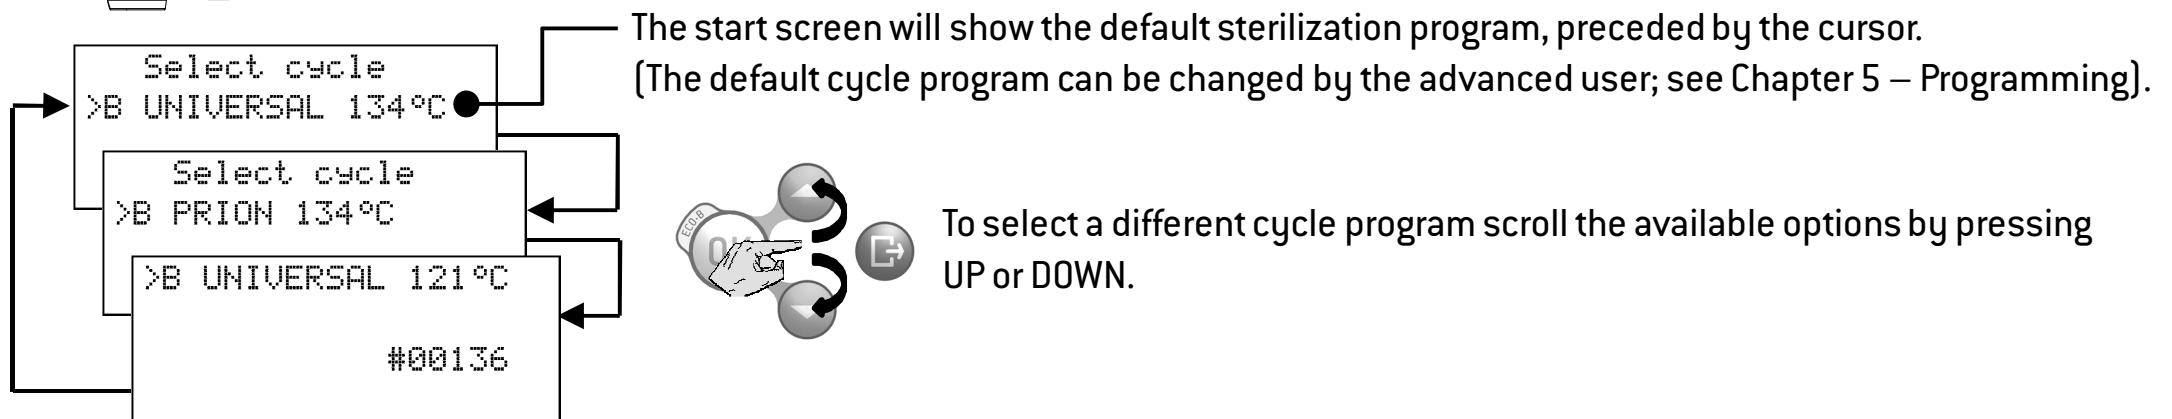 The start screen will show the default sterilization program, preceded by the cursor.
(The default cycle program can be changed by the advanced user; see Chapter 5 – Programming).
Select cycle
>B UNIVERSAL 134°C
Select cycle
>B PRION 134°C
>B UNIVERSAL 121°C
#00136
ECO-B
OK
To select a different cycle program scroll the available options by pressing
UP or DOWN.